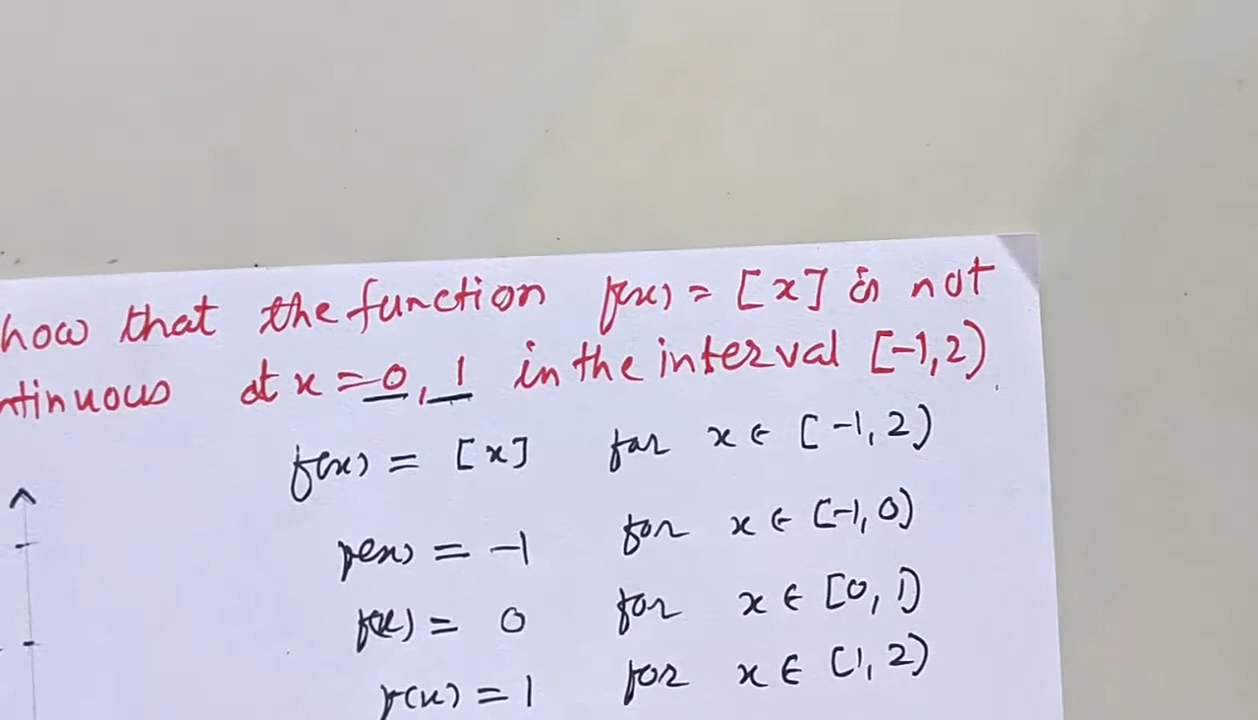 how that the function f(x) = [x] is not
ntinuous at x = 0, 1 in the interval [-1, 2)
f(x) = [x] for x ∈ [-1, 2)
f(x) = -1 for x ∈ [-1, 0)
f(x) = 0 for x ∈ [0, 1)
f(x) = 1 for x ∈ [1, 2)